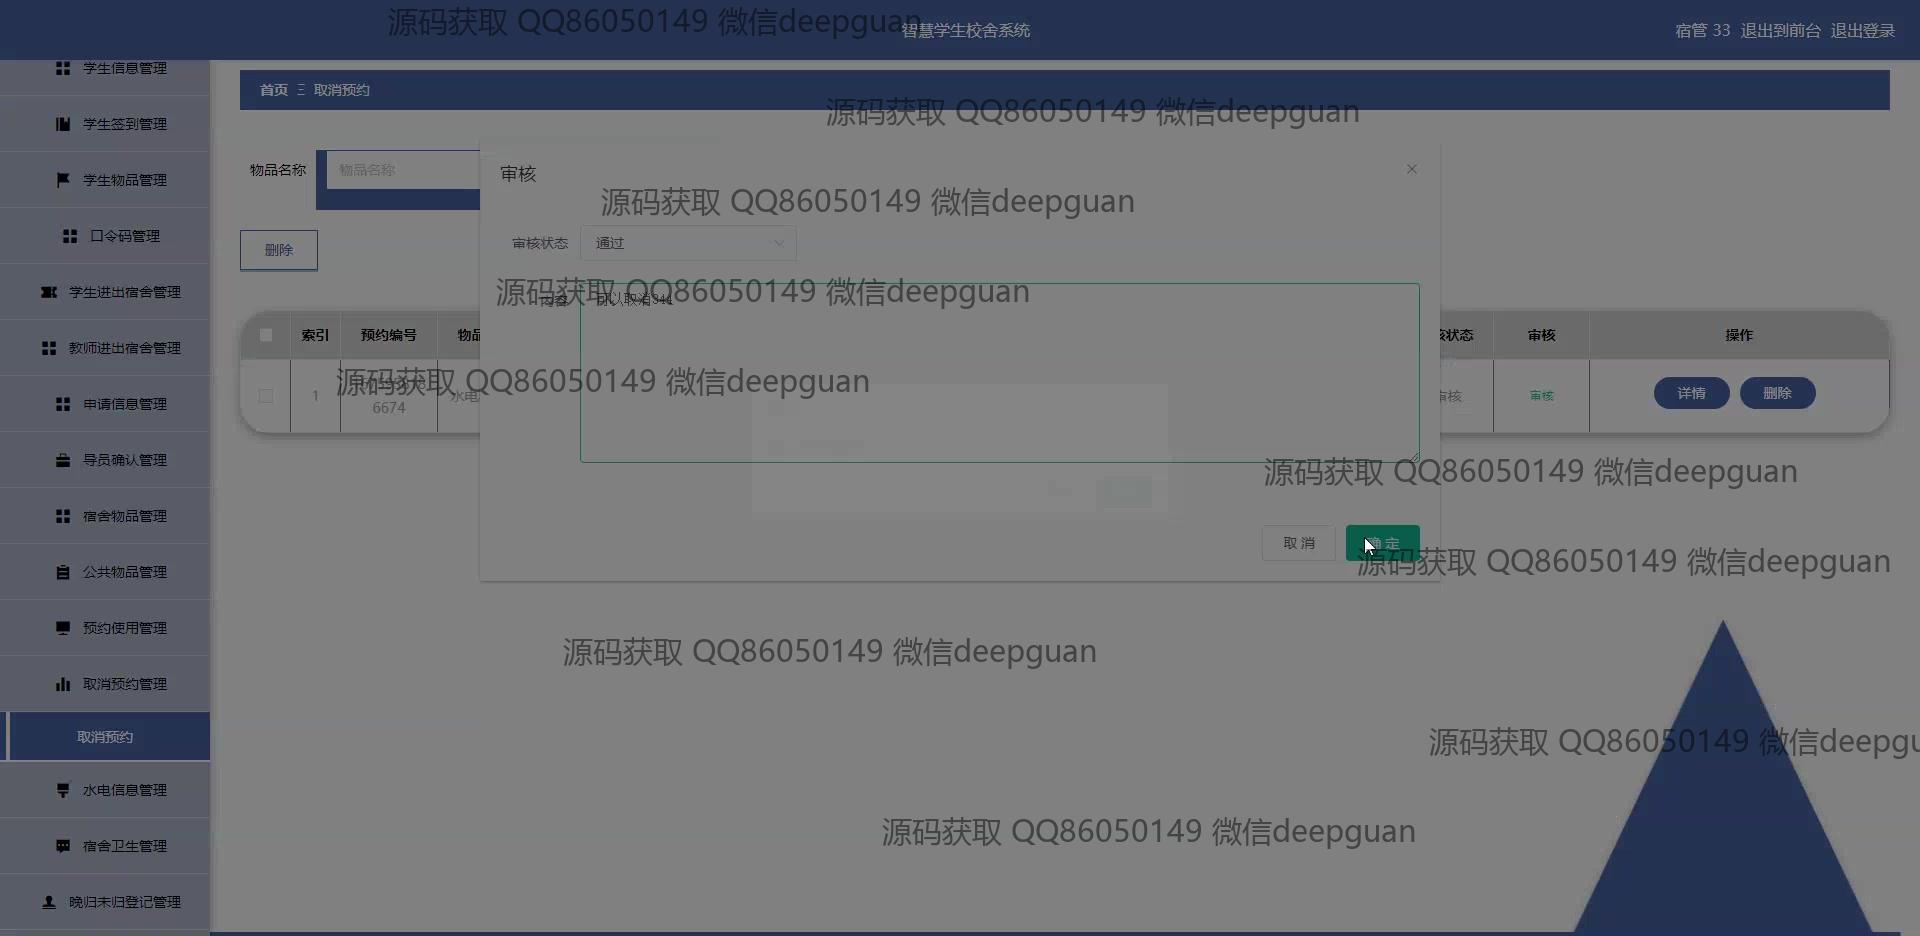 源码获取 QQ86050149 微信deepguan
智慧学生校舍系统
宿管 33 退出到前台 退出登录
学生信息管理
学生签到管理
学生物品管理
口令码管理
学生进出宿舍管理
教师进出宿舍管理
申请信息管理
导员确认管理
宿舍物品管理
公共物品管理
预约使用管理
取消预约管理
取消预约
水电信息管理
宿舍卫生管理
晚归未归登记管理
首页 取消预约
源码获取 QQ86050149 微信deepguan
物品名称 物品名称
删除
审核
源码获取 QQ86050149 微信deepguan
审核状态 通过
源码获取 QQ86050149 微信deepguan
内容
索引 预约编号 物品 状态 审核 操作
源码获取 QQ86050149 微信deepguan
1 6674 水电 审核 审核 详情 删除
源码获取 QQ86050149 微信deepguan
取 消 确 定
源码获取 QQ86050149 微信deepguan
源码获取 QQ86050149 微信deepguan
源码获取 QQ86050149 微信deepgu
源码获取 QQ86050149 微信deepguan